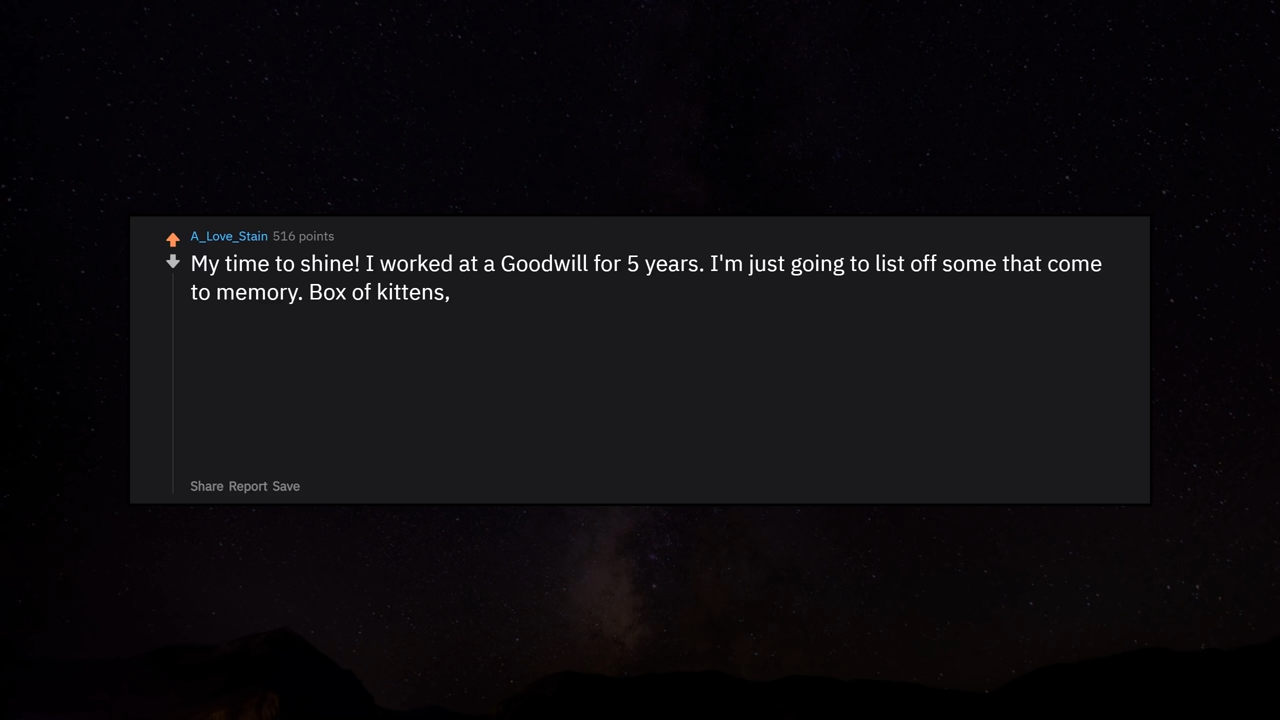 A_Love_Stain 516 points
My time to shine! I worked at a Goodwill for 5 years. I'm just going to list off some that come
to memory. Box of kittens,
Share Report Save